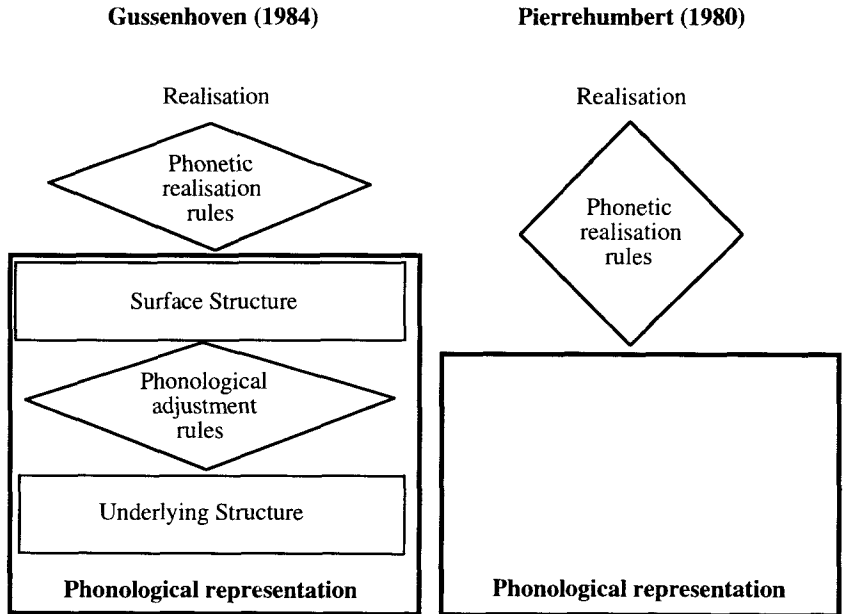 Gussenhoven (1984)
Realisation
Phonetic
realisation
rules
Surface Structure
Phonological
adjustment
rules
Underlying Structure
Phonological representation
Pierrehumbert (1980)
Realisation
Phonetic
realisation
rules
Phonological representation